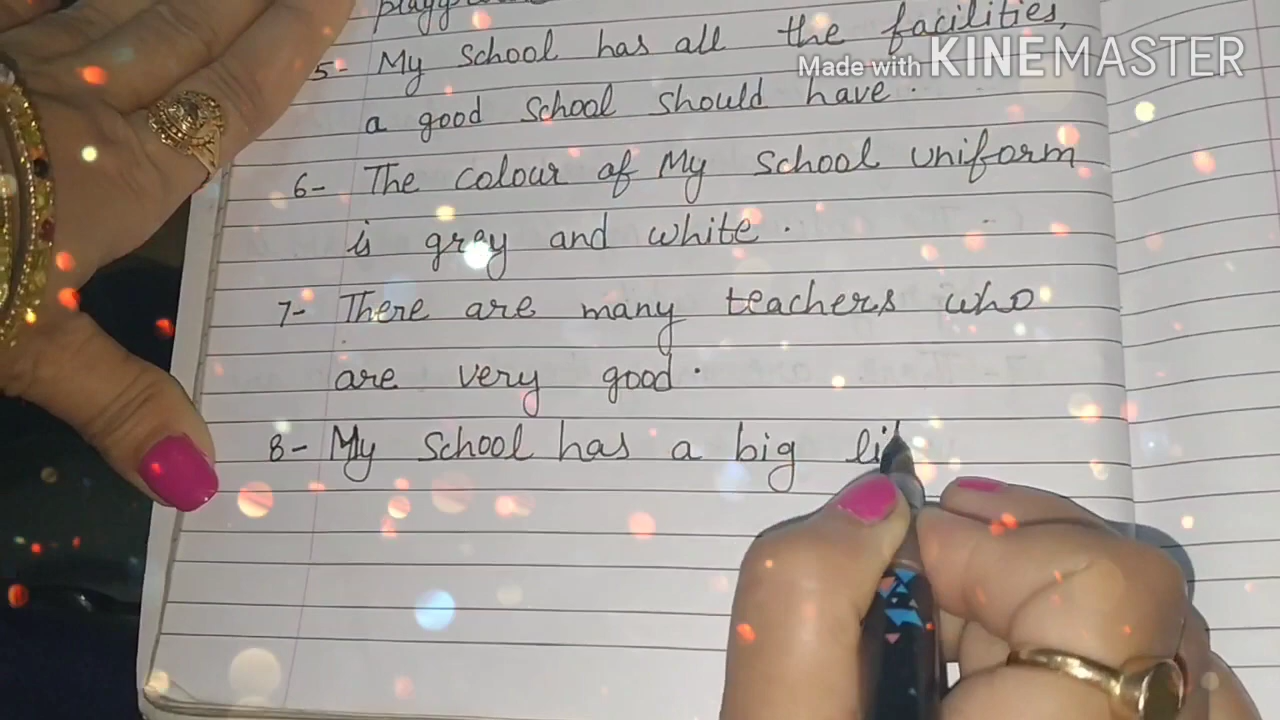 5- My school has all the facilities,
Made with KINEMASTER
a good school should have.
6- The colour of My school uniform
is grey and white.
7- There are many teachers who
are very good.
8- My school has a big